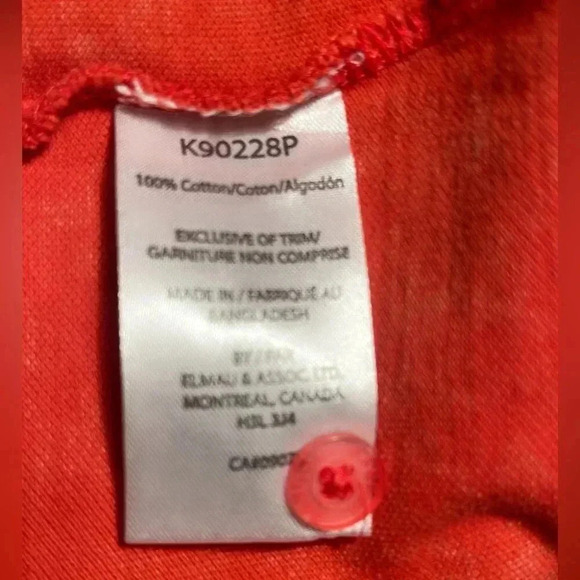 K90228P
100% Cotton/Coton/Algodón
EXCLUSIVE OF TRIM/
GARNITURE NON COMPRISE
MADE IN / FABRIQUÉ AU
BANGLADESH
BY / PAR
ELMAU & ASSOC. LTD.
MONTREAL, CANADA
H3L 3J4